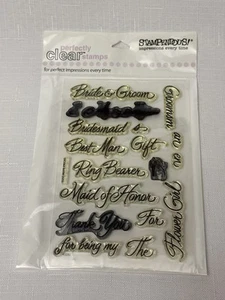 perfectly
clear stamps
for perfect impressions every time
STAMPENDOUS!
impressions every time
Bride & Groom
Bridesmaid
Best Man Gift
Ring Bearer
Maid of Honor
Thank You For
for being my The
Groomsman
Flower Girl